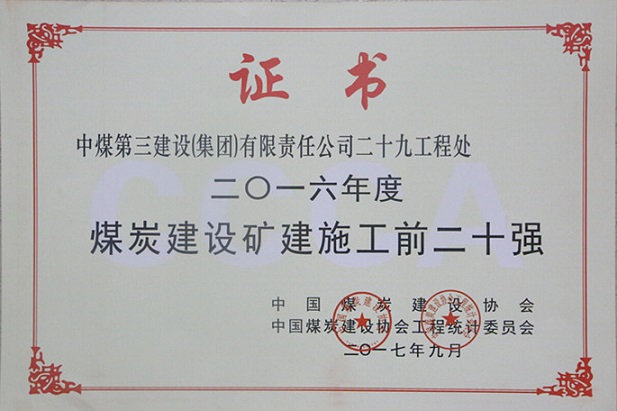 证书
中煤第三建设(集团)有限责任公司二十九工程处
二〇一六年度
煤炭建设矿建施工前二十强
CCCA
中国煤炭建设协会
中国煤炭建设协会工程统计委员会
二〇一七年九月